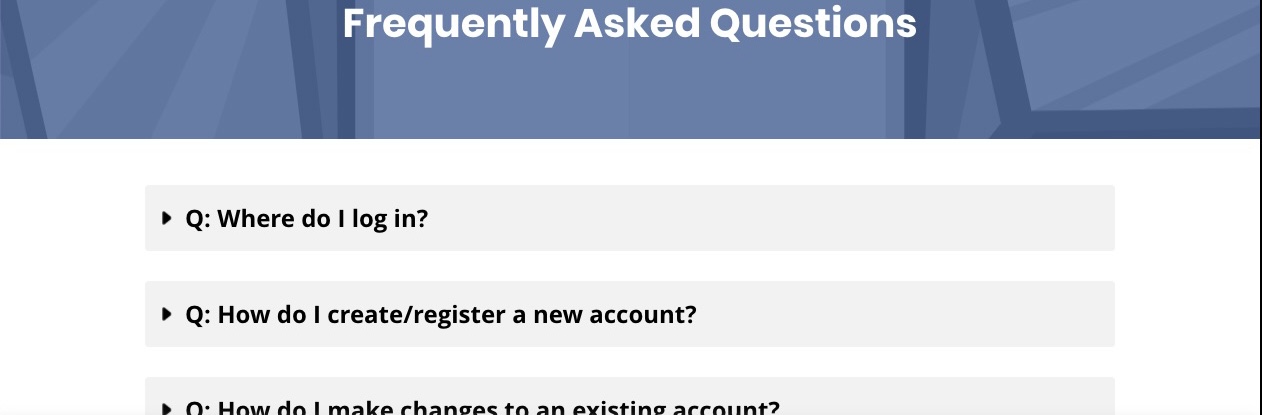 Frequently Asked Questions
Q: Where do I log in?
Q: How do I create/register a new account?
Q: How do I make changes to an existing account?